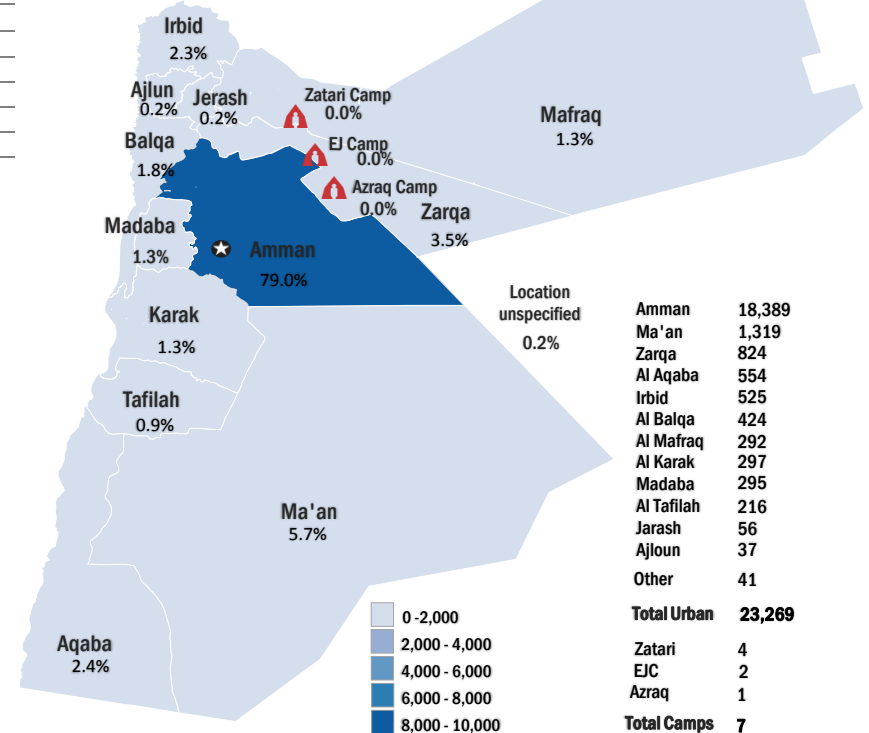 Irbid
2.3%
Ajlun
0.2%
Jerash
0.2%
Zatari Camp
0.0%
Mafraq
1.3%
Balqa
1.8%
EJ Camp
0.0%
Azraq Camp
0.0%
Zarqa
3.5%
Madaba
1.3%
Amman
79.0%
Location
unspecified
0.2%
Karak
1.3%
Tafilah
0.9%
Ma'an
5.7%
Aqaba
2.4%
0 -2,000
2,000 - 4,000
4,000 - 6,000
6,000 - 8,000
8,000 - 10,000
Amman 18,389
Ma'an 1,319
Zarqa 824
Al Aqaba 554
Irbid 525
Al Balqa 424
Al Mafraq 292
Al Karak 297
Madaba 295
Al Tafilah 216
Jarash 56
Ajloun 37
Other 41
Total Urban 23,269
Zatari 4
EJC 2
Azraq 1
Total Camps 7